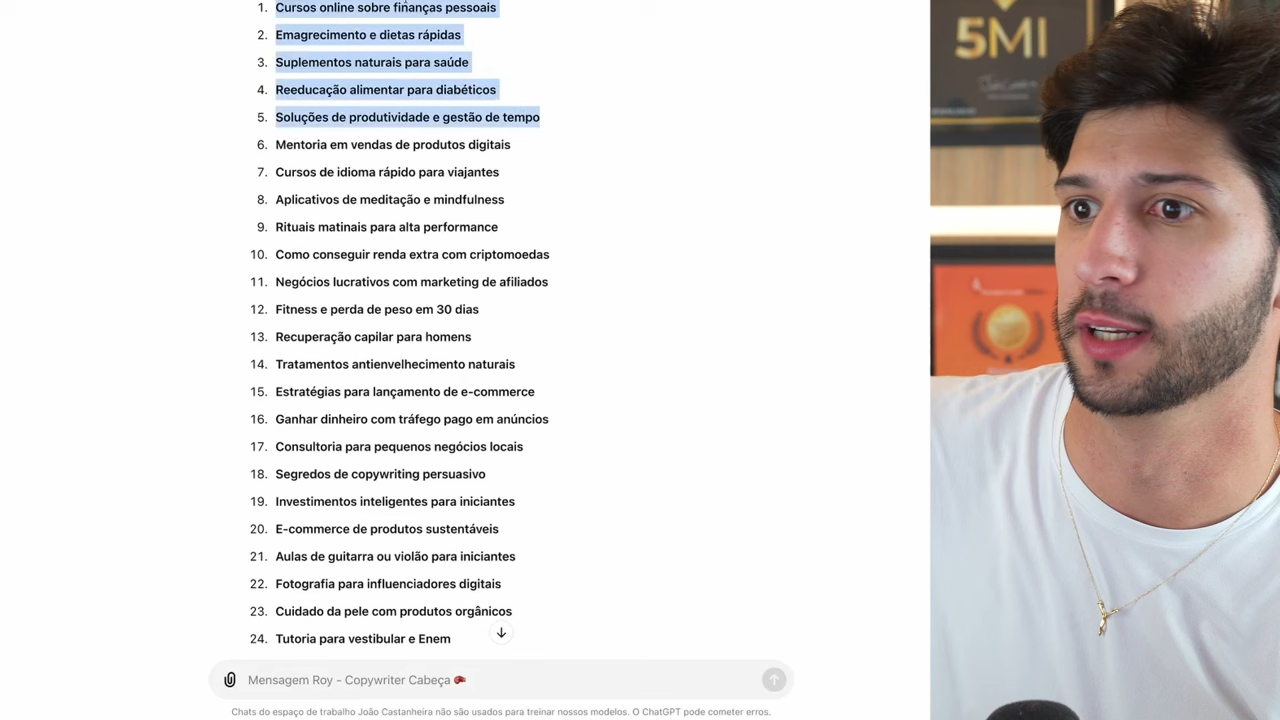 1. Cursos online sobre finanças pessoais
2. Emagrecimento e dietas rápidas
3. Suplementos naturais para saúde
4. Reeducação alimentar para diabéticos
5. Soluções de produtividade e gestão de tempo
6. Mentoria em vendas de produtos digitais
7. Cursos de idioma rápido para viajantes
8. Aplicativos de meditação e mindfulness
9. Rituais matinais para alta performance
10. Como conseguir renda extra com criptomoedas
11. Negócios lucrativos com marketing de afiliados
12. Fitness e perda de peso em 30 dias
13. Recuperação capilar para homens
14. Tratamentos antienvelhecimento naturais
15. Estratégias para lançamento de e-commerce
16. Ganhar dinheiro com tráfego pago em anúncios
17. Consultoria para pequenos negócios locais
18. Segredos de copywriting persuasivo
19. Investimentos inteligentes para iniciantes
20. E-commerce de produtos sustentáveis
21. Aulas de guitarra ou violão para iniciantes
22. Fotografia para influenciadores digitais
23. Cuidado da pele com produtos orgânicos
24. Tutoria para vestibular e Enem
Mensagem Roy - Copywriter Cabeça
Chats do espaço de trabalho João Castanheira não são usados para treinar nossos modelos. O ChatGPT pode cometer erros.
5MI